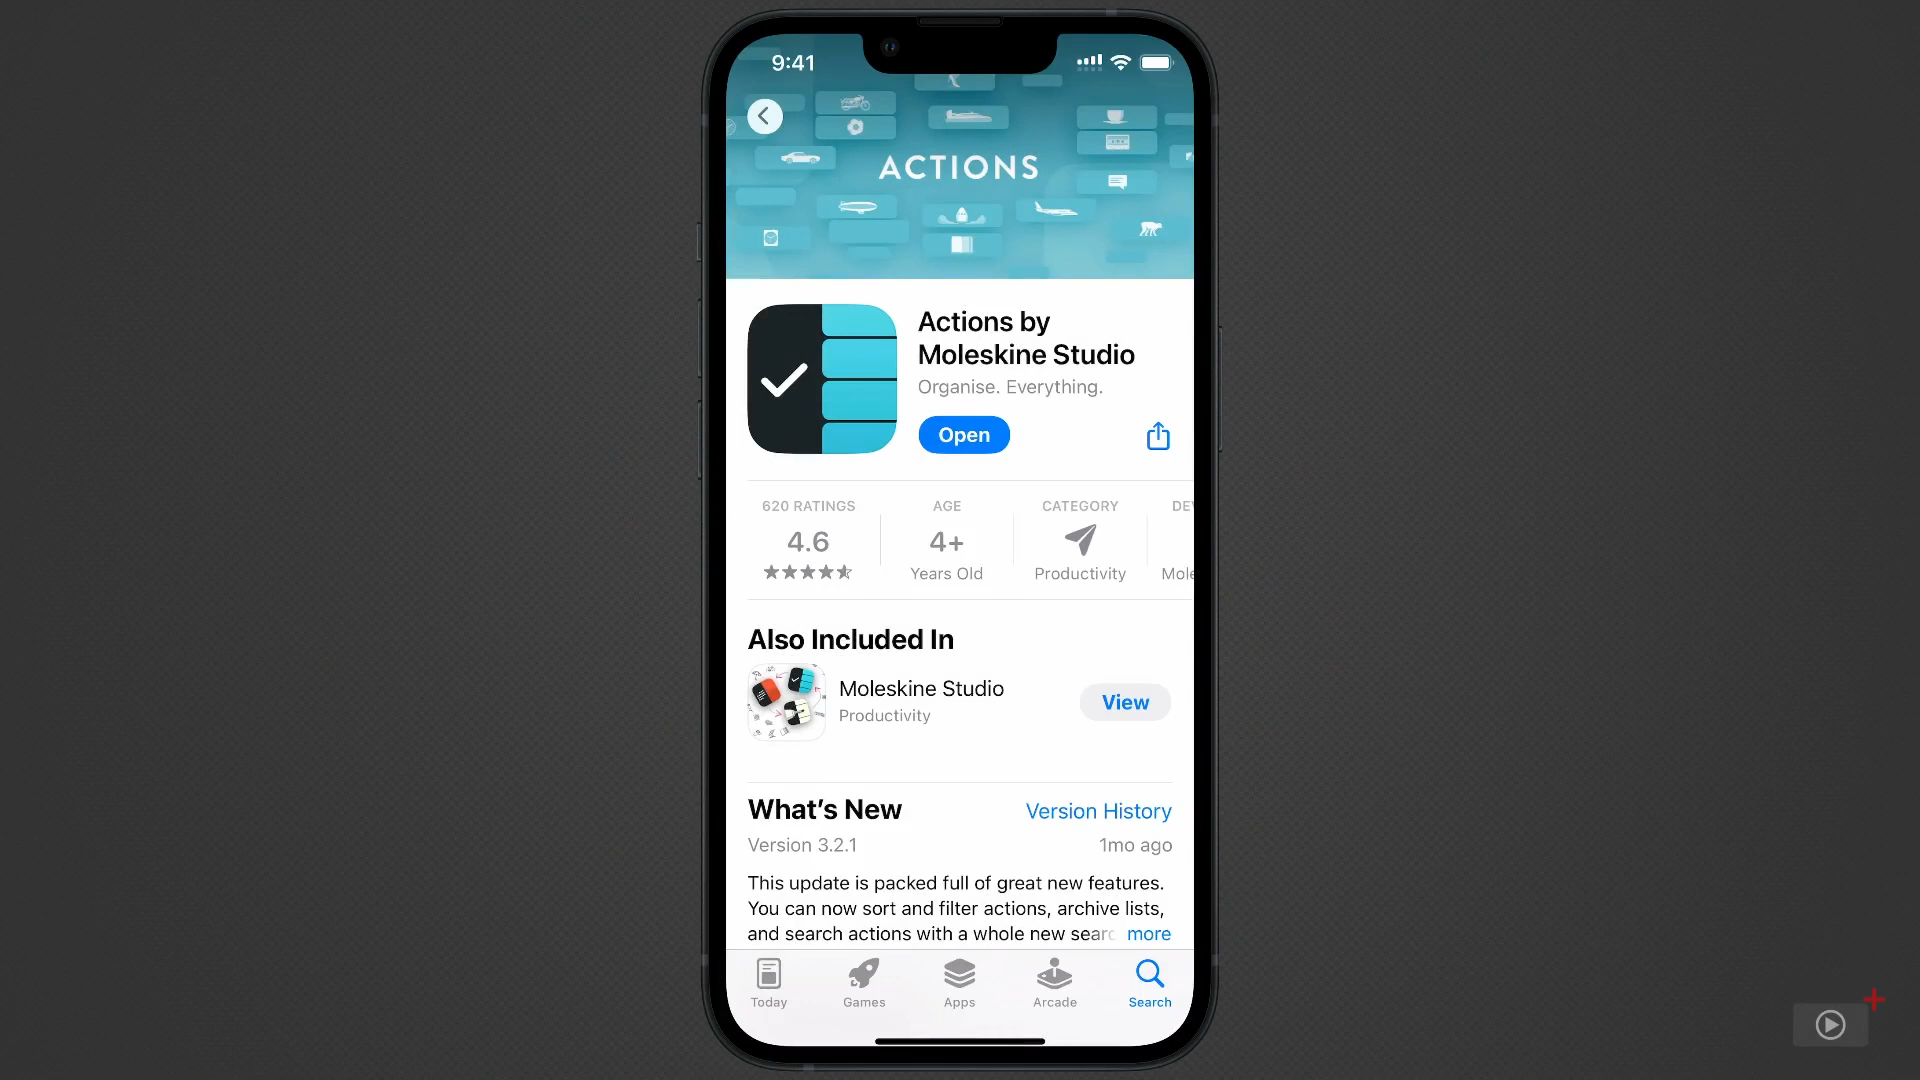 9:41
ACTIONS
Actions by
Moleskine Studio
Organise. Everything.
Open
620 RATINGS
4.6
AGE
4+
Years Old
CATEGORY
Productivity
DEV
Mole
Also Included In
Moleskine Studio
Productivity
View
What's New
Version History
Version 3.2.1
1mo ago
This update is packed full of great new features.
You can now sort and filter actions, archive lists,
and search actions with a whole new searc more
Today
Games
Apps
Arcade
Search